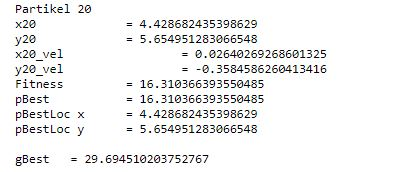 Partikel 20
x20 = 4.428682435398629
y20 = 5.654951283066548
x20_vel = 0.02640269268601325
y20_vel = -0.3584586260413416
Fitness = 16.310366393550485
pBest = 16.310366393550485
pBestLoc x = 4.428682435398629
pBestLoc y = 5.654951283066548
gBest = 29.694510203752767